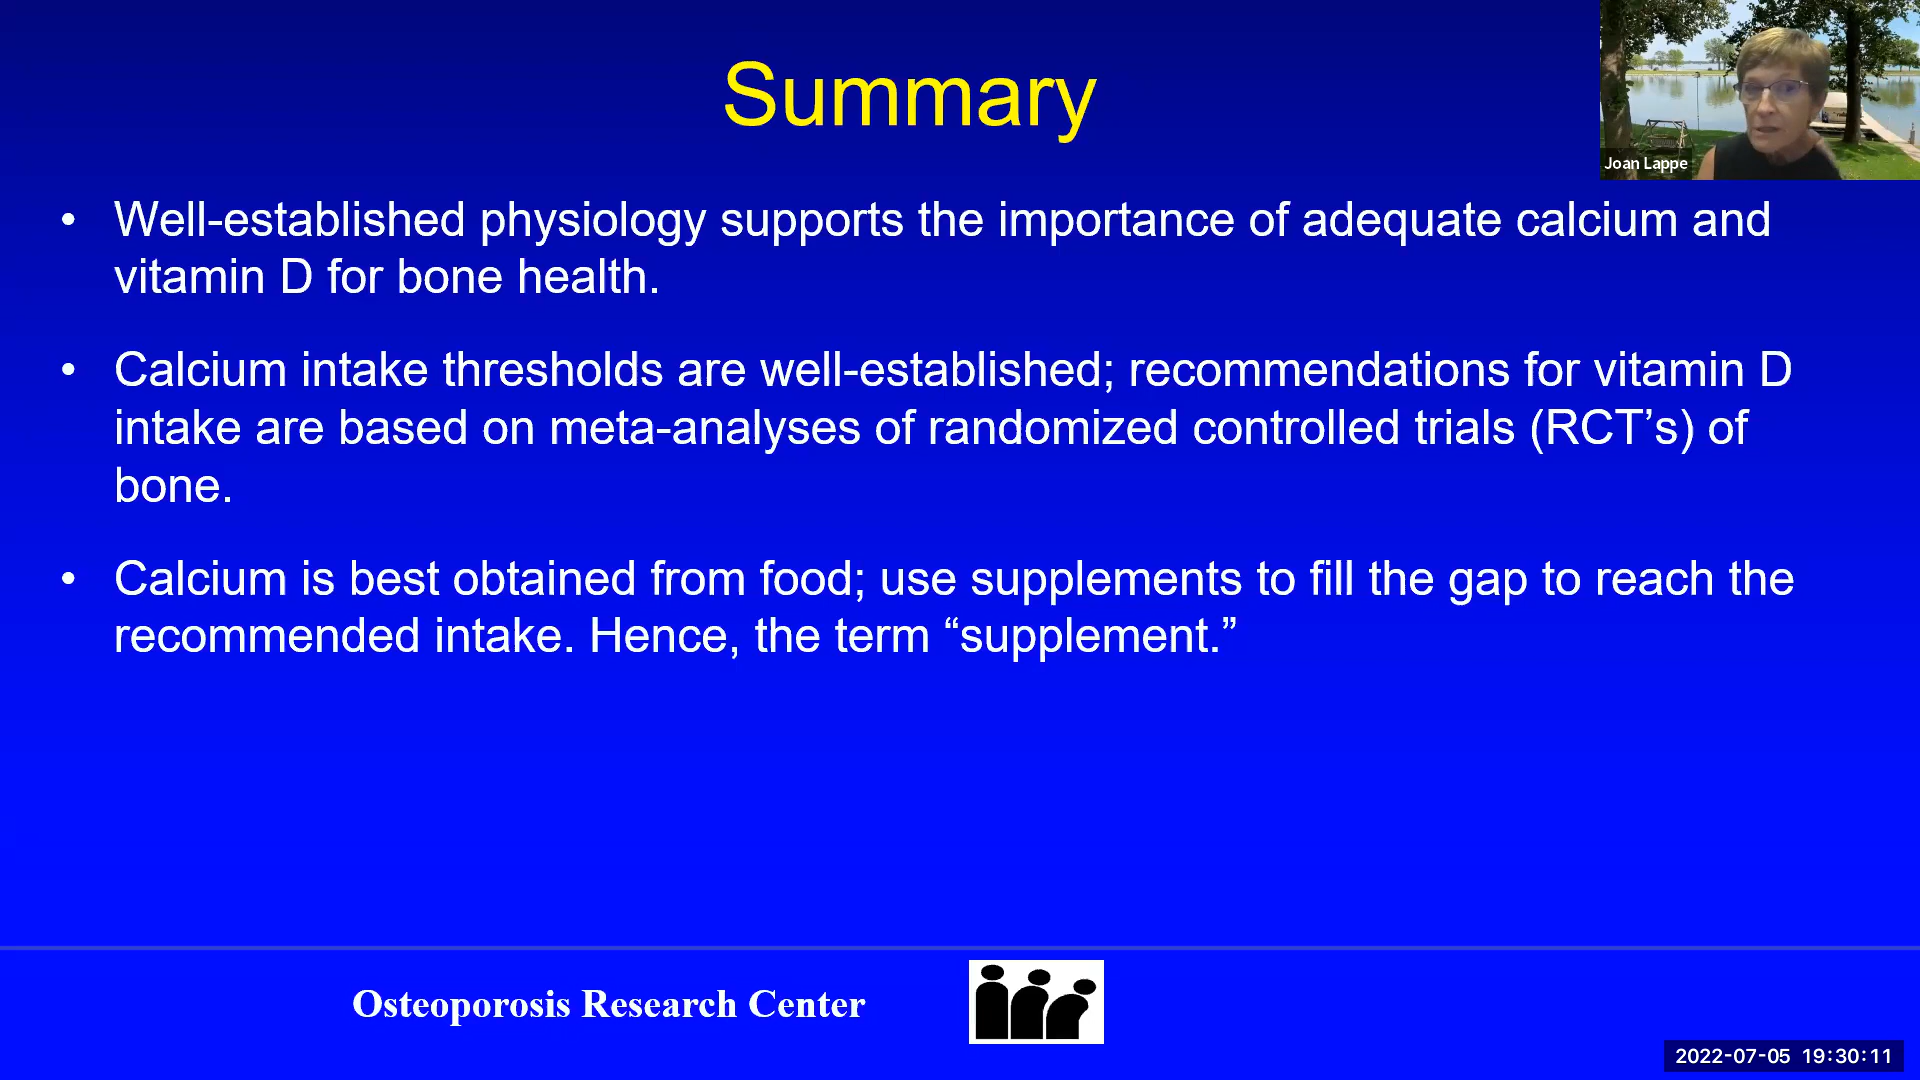 Summary
Joan Lappe
• Well-established physiology supports the importance of adequate calcium and
vitamin D for bone health.
• Calcium intake thresholds are well-established; recommendations for vitamin D
intake are based on meta-analyses of randomized controlled trials (RCT’s) of
bone.
• Calcium is best obtained from food; use supplements to fill the gap to reach the
recommended intake. Hence, the term “supplement.”
Osteoporosis Research Center
2022-07-05 19:30:11